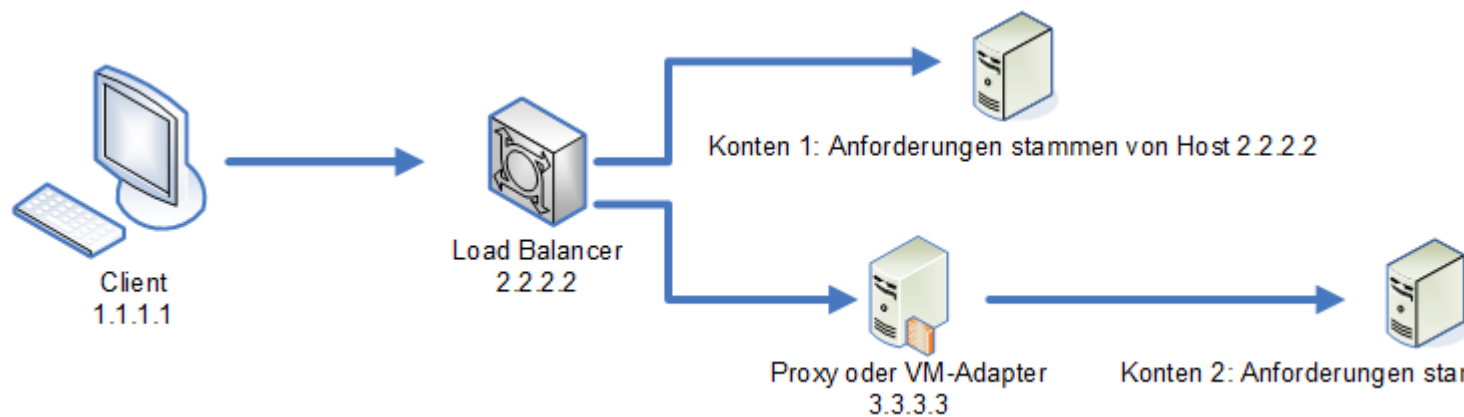 Konten 1: Anforderungen stammen von Host 2.2.2.2
Load Balancer
2.2.2.2
Client
1.1.1.1
Proxy oder VM-Adapter
3.3.3.3
Konten 2: Anforderungen